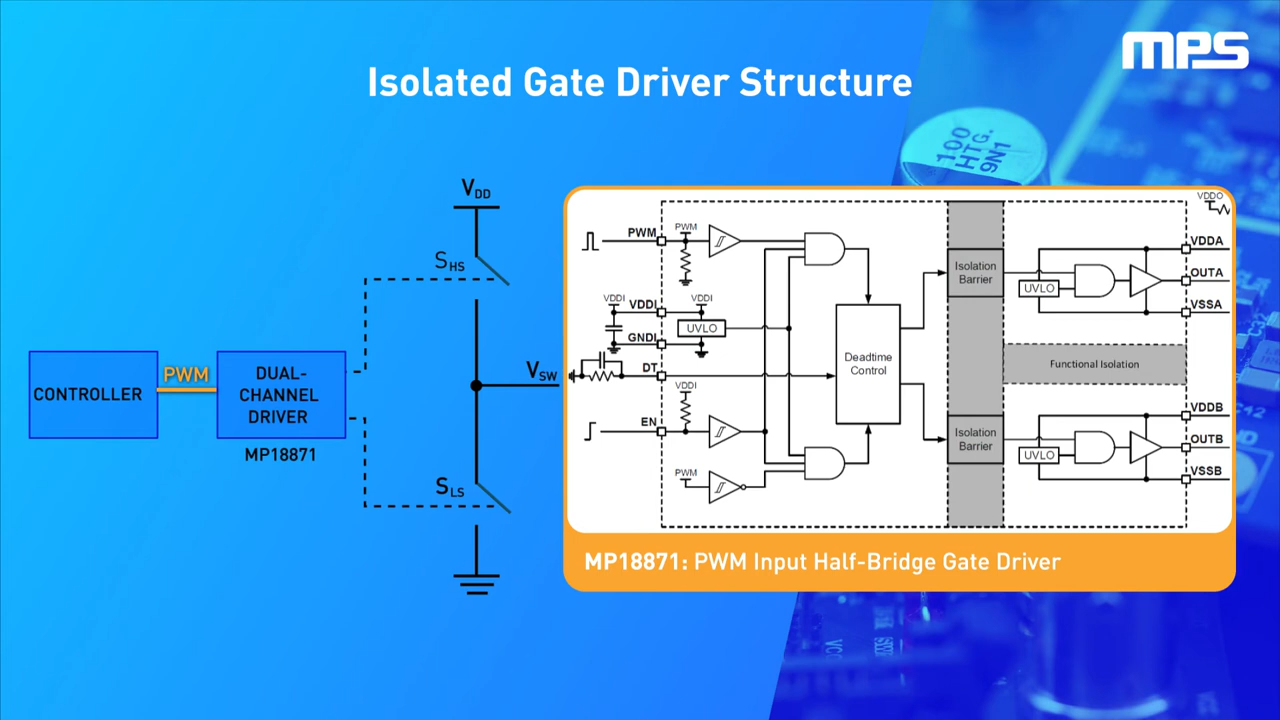 MPS
Isolated Gate Driver Structure
100
HTG.
9N1
VDD
SHS
CONTROLLER
PWM
DUAL-
CHANNEL
DRIVER
MP18871
VSW
SLS
PWM
PWM
VDDI
VDDI
VDDI
UVLO
GNDI
DT
VDDI
EN
PWM
Deadtime
Control
Isolation
Barrier
Functional Isolation
Isolation
Barrier
VDDO
VDDA
UVLO
OUTA
VSSA
VDDB
UVLO
OUTB
VSSB
MP18871: PWM Input Half-Bridge Gate Driver